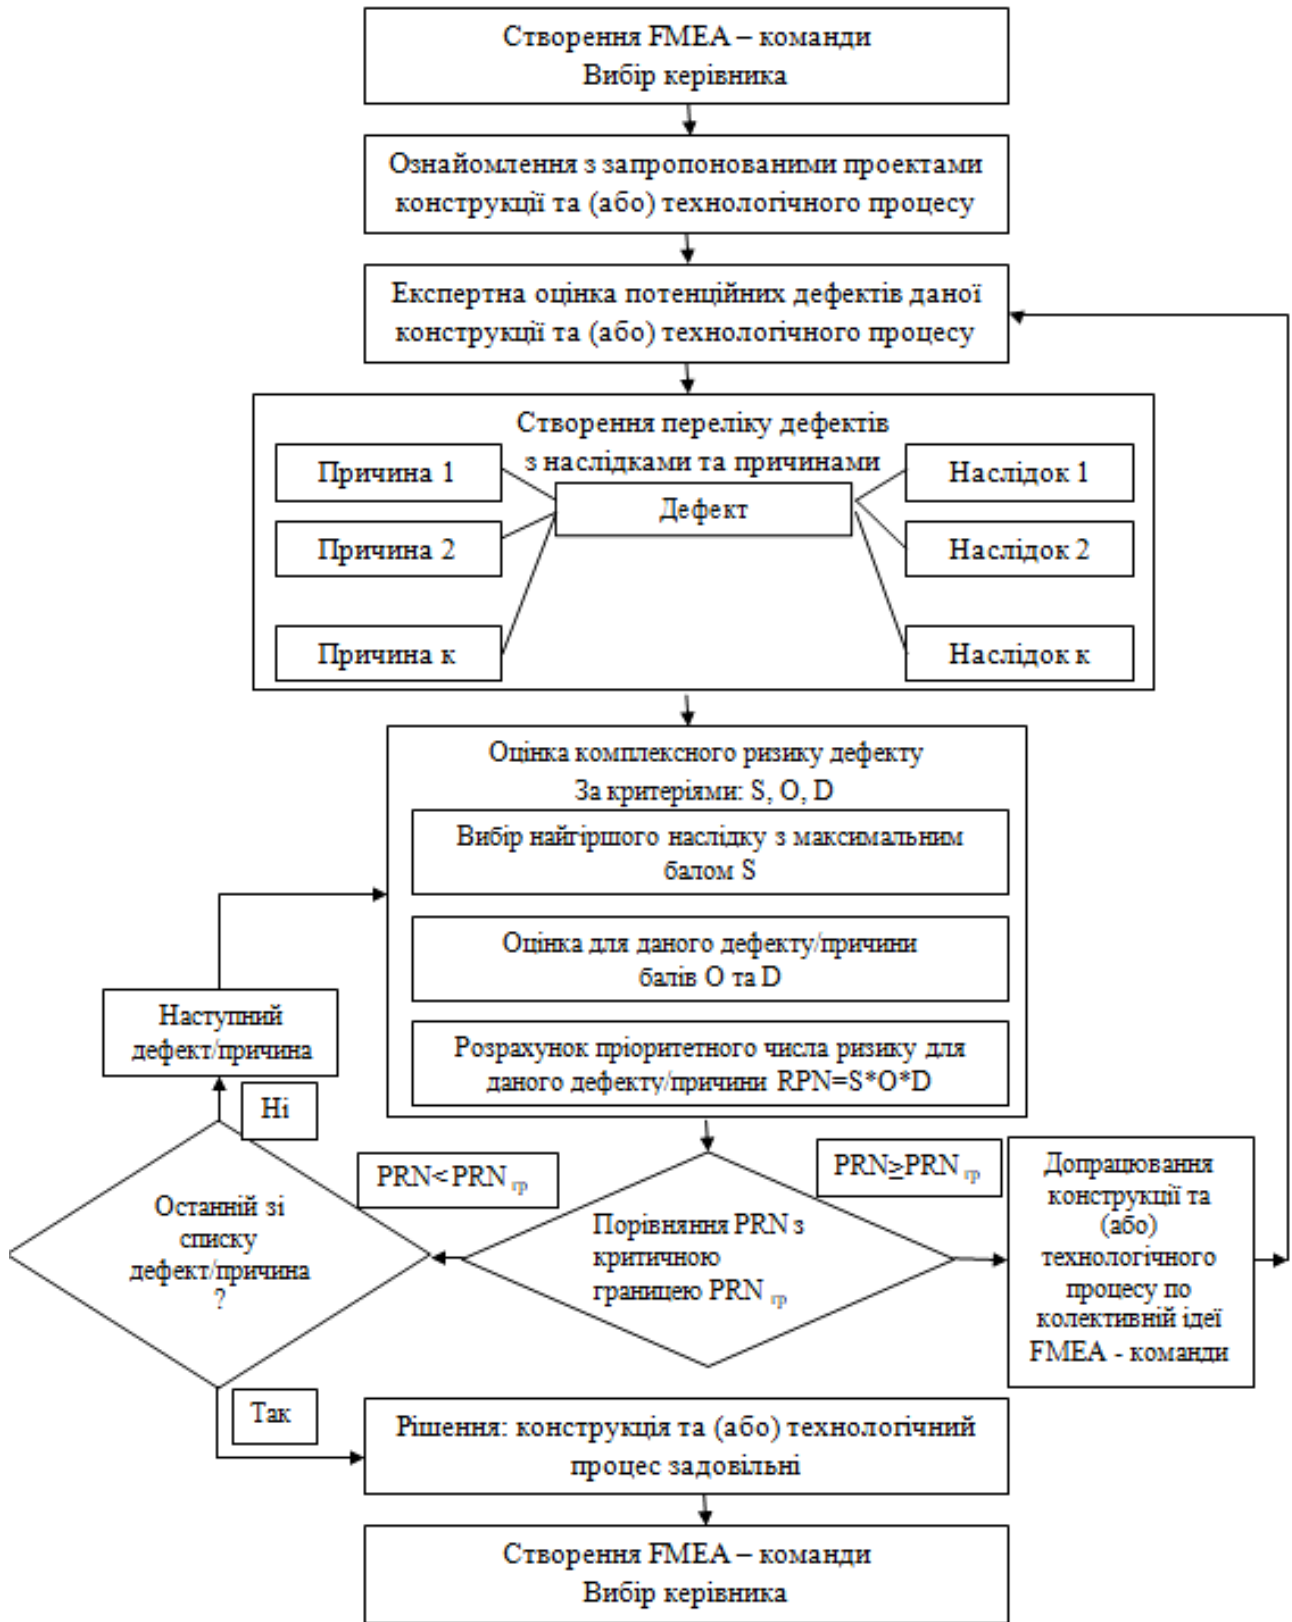 Створення FMEA – команди
Вибір керівника
Ознайомлення з запропонованими проектами
конструкції та (або) технологічного процесу
Експертна оцінка потенційних дефектів даної
конструкції та (або) технологічного процесу
Створення переліку дефектів
з наслідками та причинами
Причина 1
Дефект
Наслідок 1
Причина 2
Наслідок 2
Причина к
Наслідок к
Оцінка комплексного ризику дефекту
За критеріями: S, O, D
Вибір найгіршого наслідку з максимальним
балом S
Оцінка для даного дефекту/причини
балів O та D
Розрахунок пріоритетного числа ризику для
даного дефекту/причини RPN=S*O*D
Наступний
дефект/причина
Ні
Останній зі
списку
дефект/причина
?
PRN<PRN гр
Порівняння PRN з
критичною
границею PRN гр
PRN≥PRN гр
Допрацювання
конструкції та
(або)
технологічного
процесу по
колективній ідеї
FMEA - команди
Так
Рішення: конструкція та (або) технологічний
процес задовільні
Створення FMEA – команди
Вибір керівника